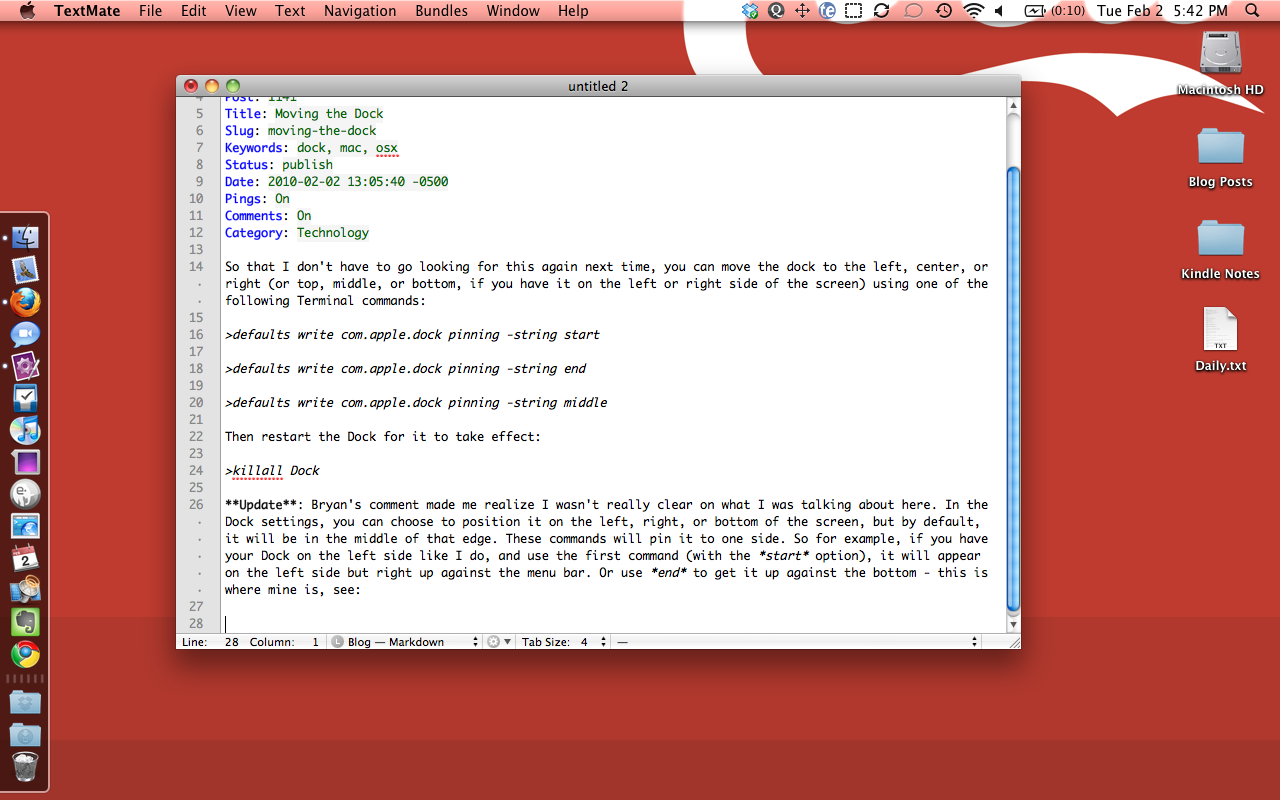 TextMate File Edit View Text Navigation Bundles Window Help (0:10) Tue Feb 2 5:42 PM
Macintosh HD
Blog Posts
Kindle Notes
TXT
Daily.txt
untitled 2
4 Post: 1141
5 Title: Moving the Dock
6 Slug: moving-the-dock
7 Keywords: dock, mac, osx
8 Status: publish
9 Date: 2010-02-02 13:05:40 -0500
10 Pings: On
11 Comments: On
12 Category: Technology
13
14 So that I don't have to go looking for this again next time, you can move the dock to the left, center, or
right (or top, middle, or bottom, if you have it on the left or right side of the screen) using one of the
following Terminal commands:
15
16 >defaults write com.apple.dock pinning -string start
17
18 >defaults write com.apple.dock pinning -string end
19
20 >defaults write com.apple.dock pinning -string middle
21
22 Then restart the Dock for it to take effect:
23
24 >killall Dock
25
26 **Update**: Bryan's comment made me realize I wasn't really clear on what I was talking about here. In the
Dock settings, you can choose to position it on the left, right, or bottom of the screen, but by default,
it will be in the middle of that edge. These commands will pin it to one side. So for example, if you have
your Dock on the left side like I do, and use the first command (with the *start* option), it will appear
on the left side but right up against the menu bar. Or use *end* to get it up against the bottom - this is
where mine is, see:
27
28
Line: 28 Column: 1 L Blog — Markdown Tab Size: 4 —
2